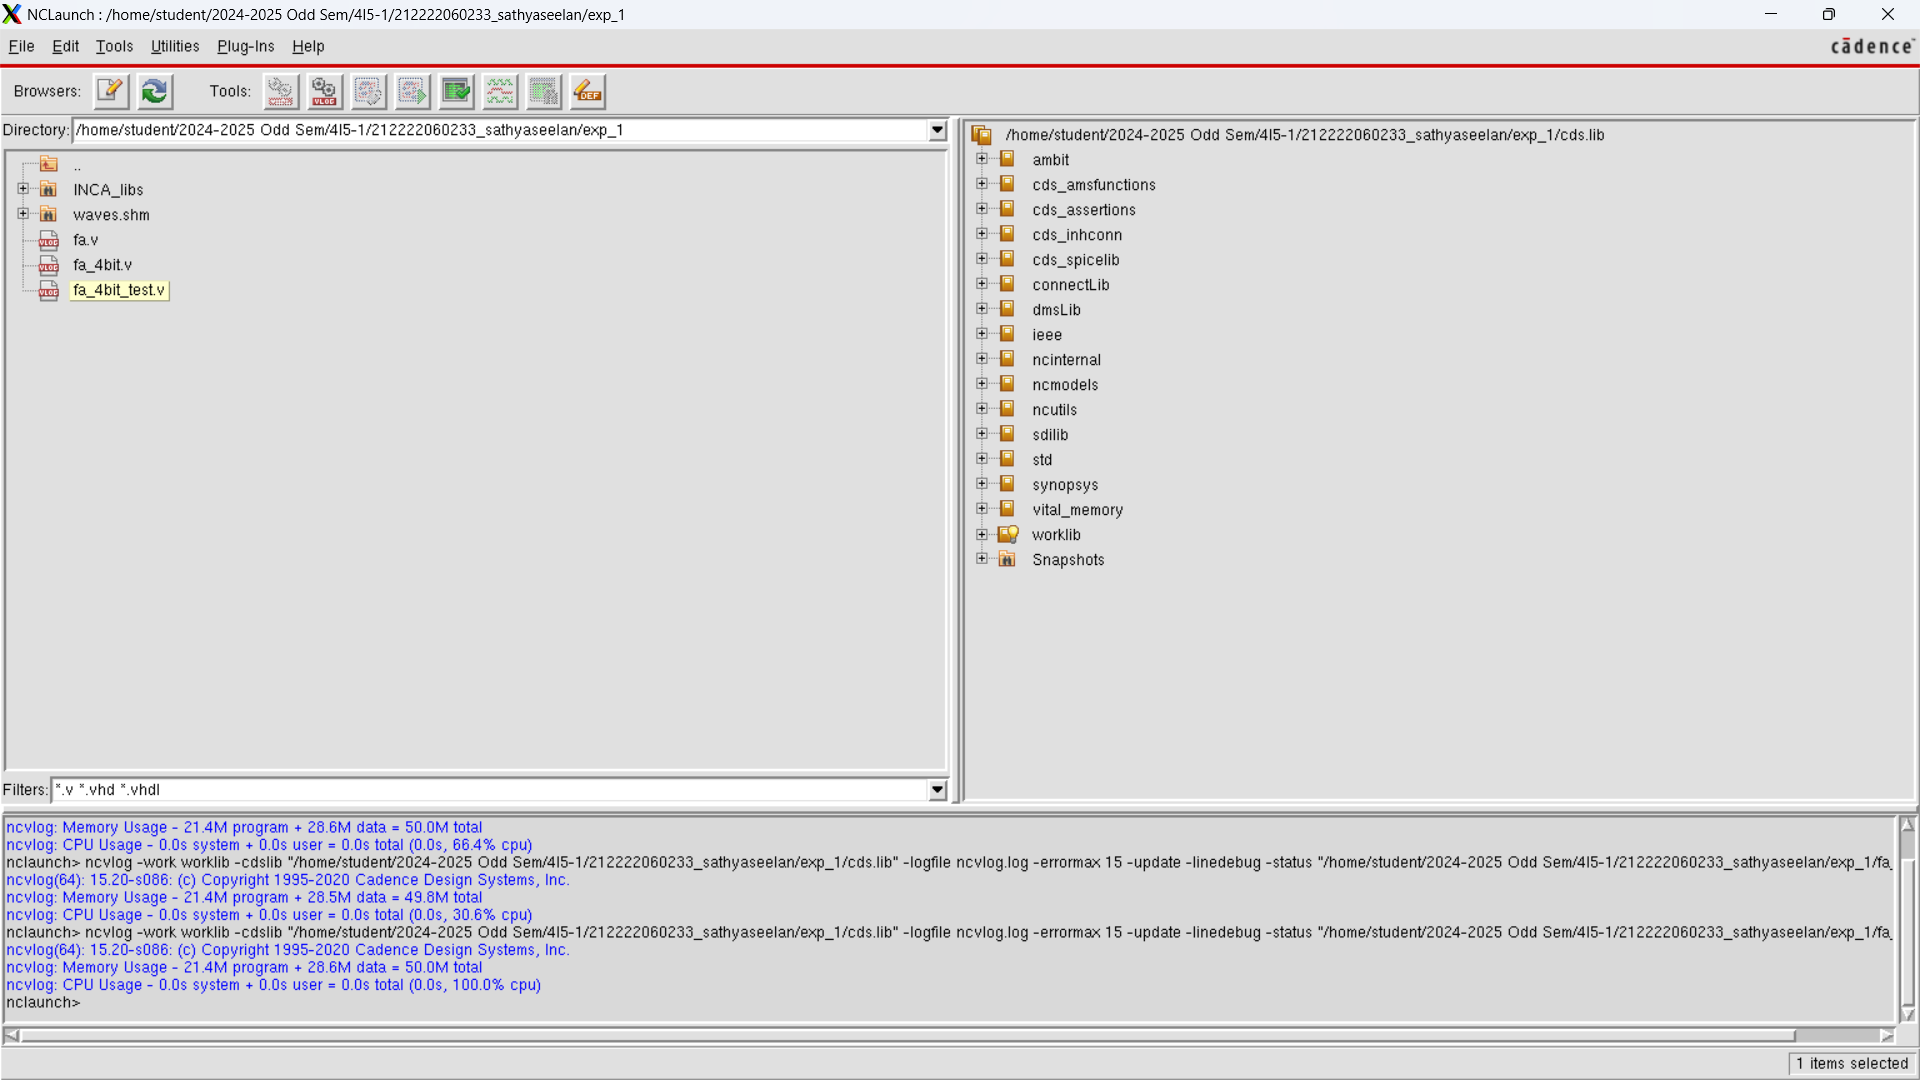 NCLaunch : /home/student/2024-2025 Odd Sem/4I5-1/212222060233_sathyaseelan/exp_1
File Edit Tools Utilities Plug-Ins Help
cādence
Browsers: Tools:
VLOG
DEF
Directory: /home/student/2024-2025 Odd Sem/4I5-1/212222060233_sathyaseelan/exp_1
..
INCA_libs
waves.shm
VLOG fa.v
VLOG fa_4bit.v
VLOG fa_4bit_test.v
Filters: *.v *.vhd *.vhdl
/home/student/2024-2025 Odd Sem/4I5-1/212222060233_sathyaseelan/exp_1/cds.lib
ambit
cds_amsfunctions
cds_assertions
cds_inhconn
cds_spicelib
connectLib
dmsLib
ieee
ncinternal
ncmodels
ncutils
sdilib
std
synopsys
vital_memory
worklib
Snapshots
ncvlog: Memory Usage - 21.4M program + 28.6M data = 50.0M total
ncvlog: CPU Usage - 0.0s system + 0.0s user = 0.0s total (0.0s, 66.4% cpu)
nclaunch> ncvlog -work worklib -cdslib "/home/student/2024-2025 Odd Sem/4I5-1/212222060233_sathyaseelan/exp_1/cds.lib" -logfile ncvlog.log -errormax 15 -update -linedebug -status "/home/student/2024-2025 Odd Sem/4I5-1/212222060233_sathyaseelan/exp_1/fa_
ncvlog(64): 15.20-s086: (c) Copyright 1995-2020 Cadence Design Systems, Inc.
ncvlog: Memory Usage - 21.4M program + 28.5M data = 49.8M total
ncvlog: CPU Usage - 0.0s system + 0.0s user = 0.0s total (0.0s, 30.6% cpu)
nclaunch> ncvlog -work worklib -cdslib "/home/student/2024-2025 Odd Sem/4I5-1/212222060233_sathyaseelan/exp_1/cds.lib" -logfile ncvlog.log -errormax 15 -update -linedebug -status "/home/student/2024-2025 Odd Sem/4I5-1/212222060233_sathyaseelan/exp_1/fa_
ncvlog(64): 15.20-s086: (c) Copyright 1995-2020 Cadence Design Systems, Inc.
ncvlog: Memory Usage - 21.4M program + 28.6M data = 50.0M total
ncvlog: CPU Usage - 0.0s system + 0.0s user = 0.0s total (0.0s, 100.0% cpu)
nclaunch>
1 items selected